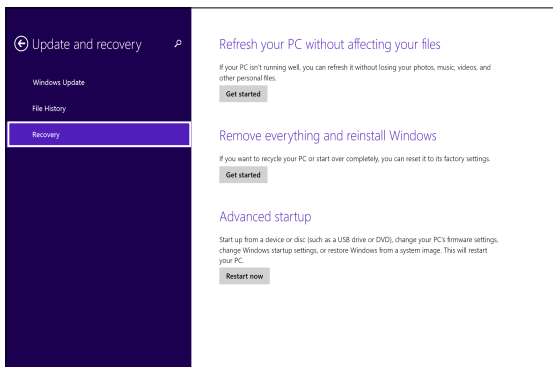 Update and recovery
Windows Update
File History
Recovery
Refresh your PC without affecting your files
If your PC isn't running well, you can refresh it without losing your photos, music, videos, and
other personal files.
Get started
Remove everything and reinstall Windows
If you want to recycle your PC or start over completely, you can reset it to its factory settings.
Get started
Advanced startup
Start up from a device or disc (such as a USB drive or DVD), change your PC's firmware settings,
change Windows startup settings, or restore Windows from a system image. This will restart
your PC.
Restart now